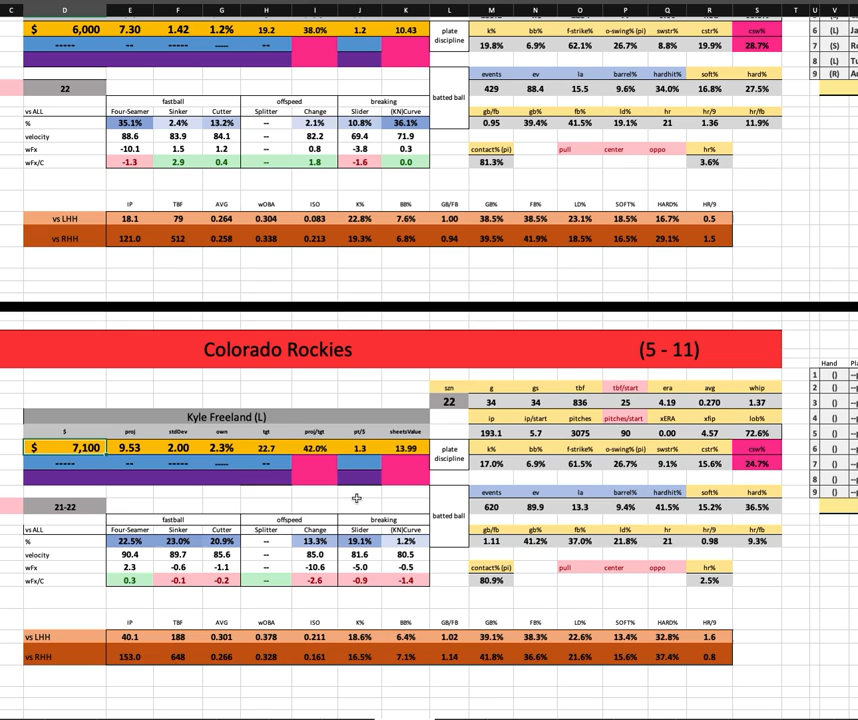 C D E F G H I J K L M N O P Q R S T U V W
$ 6,000 7.30 1.42 1.2% 19.2 38.0% 1.2 10.43 plate discipline k% bb% f-strike% o-swing% (pi) swstr% cstr% csw% 6 (L) Ja
----- -- ----- -- 19.8% 6.9% 62.1% 26.7% 8.8% 19.9% 28.7% 7 (S) Ro
8 (L) Tu
22 batted ball events ev la barrel% hardhit% soft% hard% 9 (R) Au
429 88.4 15.5 9.6% 34.0% 16.8% 27.5%
fastball offspeed breaking
vs ALL Four-Seamer Sinker Cutter Splitter Change Slider (KN)Curve gb/fb gb% fb% ld% hr hr/9 hr/fb
% 35.1% 2.4% 13.2% -- 2.1% 10.8% 36.1% 0.95 39.4% 41.5% 19.1% 21 1.36 11.9%
velocity 88.6 83.9 84.1 -- 82.2 69.4 71.9
wFx -10.1 1.5 1.2 0.8 -3.8 0.3 contact% (pi) pull center oppo hr%
wFx/C -1.3 2.9 0.4 -- 1.8 -1.6 0.0 81.3% 3.6%
IP TBF AVG wOBA ISO K% BB% GB/FB GB% FB% LD% SOFT% HARD% HR/9
vs LHH 18.1 79 0.264 0.304 0.083 22.8% 7.6% 1.00 38.5% 38.5% 23.1% 18.5% 16.7% 0.5
vs RHH 121.0 512 0.258 0.338 0.213 19.3% 6.8% 0.94 39.5% 41.9% 18.5% 16.5% 29.1% 1.5
Colorado Rockies (5 - 11)
Hand Pla
1 ()
szn g gs tbf tbf/start era avg whip 2 ()
22 34 34 836 25 4.19 0.270 1.37 3 ()
Kyle Freeland (L) ip ip/start pitches pitches/start xERA xfip lob% 4 ()
$ proj stdDev own tgt proj/tgt pt/$ sheetsValue 193.1 5.7 3075 90 0.00 4.57 72.6% 5 ()
$ 7,100 9.53 2.00 2.3% 22.7 42.0% 1.3 13.99 plate discipline k% bb% f-strike% o-swing% (pi) swstr% cstr% csw% 6 ()
----- -- ----- -- 17.0% 6.9% 61.5% 26.7% 9.1% 15.6% 24.7% 7 ()
8 ()
21-22 batted ball events ev la barrel% hardhit% soft% hard% 9 ()
620 89.9 13.3 9.4% 41.5% 15.2% 36.5%
fastball offspeed breaking
vs ALL Four-Seamer Sinker Cutter Splitter Change Slider (KN)Curve gb/fb gb% fb% ld% hr hr/9 hr/fb
% 22.5% 23.0% 20.9% -- 13.3% 19.1% 1.2% 1.11 41.2% 37.0% 21.8% 21 0.98 9.3%
velocity 90.4 89.7 85.6 -- 85.0 81.6 80.5
wFx 2.3 -0.6 -1.1 -10.6 -5.0 -0.5 contact% (pi) pull center oppo hr%
wFx/C 0.3 -0.1 -0.2 -- -2.6 -0.9 -1.4 80.9% 2.5%
IP TBF AVG wOBA ISO K% BB% GB/FB GB% FB% LD% SOFT% HARD% HR/9
vs LHH 40.1 188 0.301 0.378 0.211 18.6% 6.4% 1.02 39.1% 38.3% 22.6% 13.4% 32.8% 1.6
vs RHH 153.0 648 0.266 0.328 0.161 16.5% 7.1% 1.14 41.8% 36.6% 21.6% 15.6% 37.4% 0.8